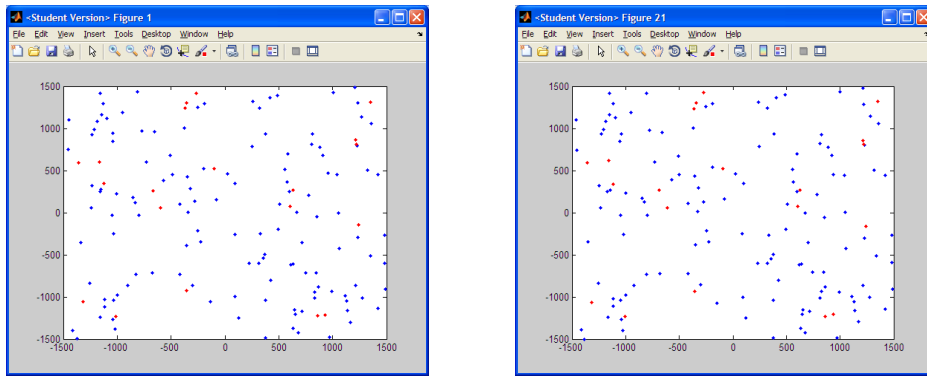 <Student Version> Figure 1
File Edit View Insert Tools Desktop Window Help
1500
1000
500
0
-500
-1000
-1500
-1500 -1000 -500 0 500 1000 1500
<Student Version> Figure 21
File Edit View Insert Tools Desktop Window Help
1500
1000
500
0
-500
-1000
-1500
-1500 -1000 -500 0 500 1000 1500